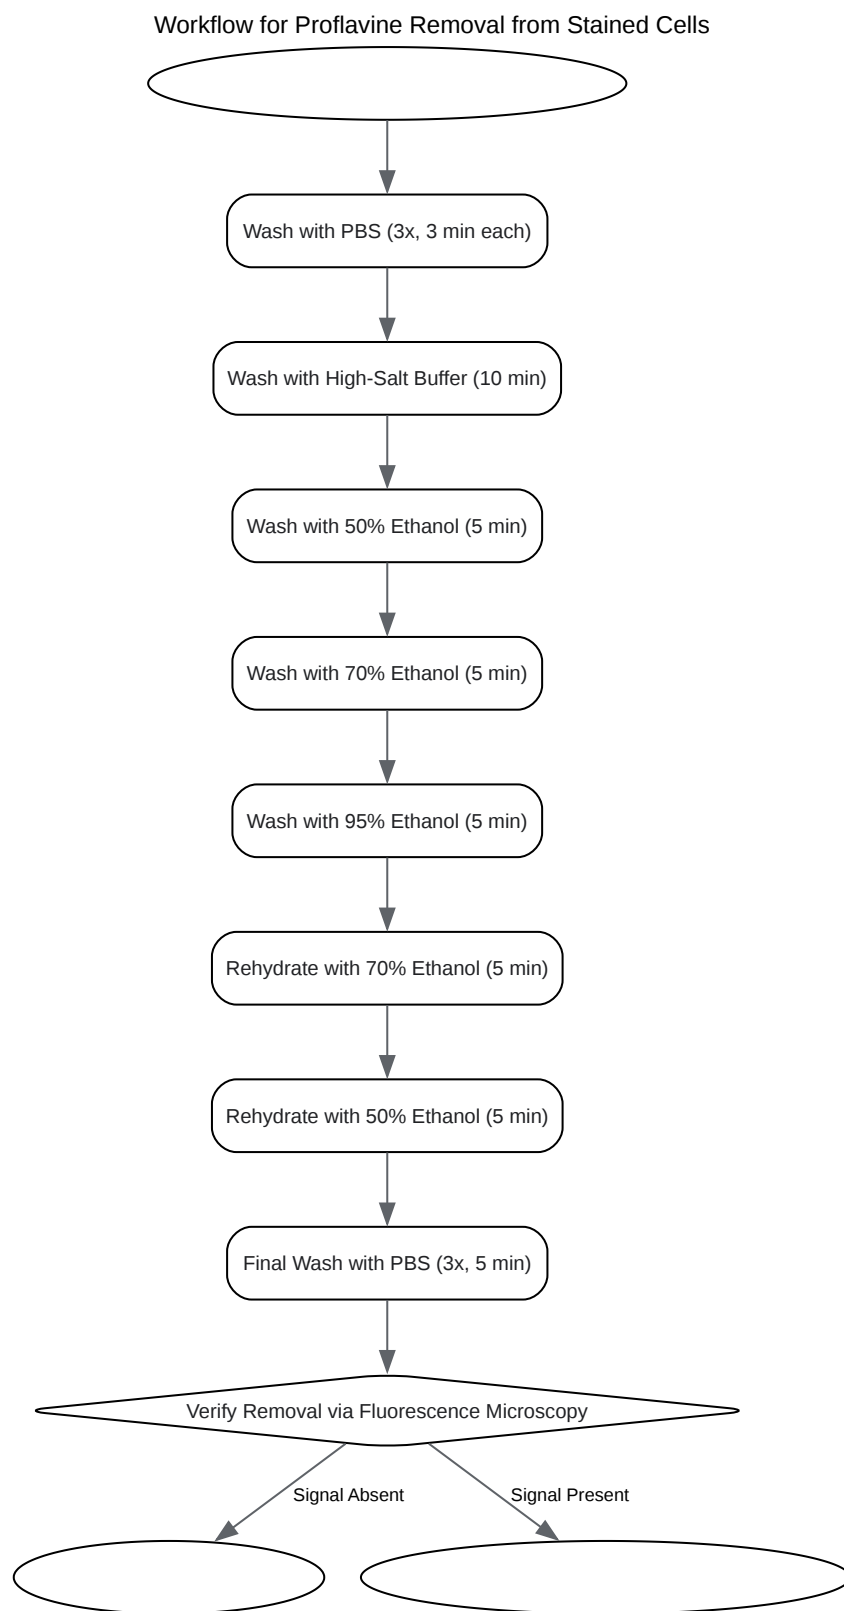 Workflow for Proflavine Removal from Stained Cells
Wash with PBS (3x, 3 min each)
Wash with High-Salt Buffer (10 min)
Wash with 50% Ethanol (5 min)
Wash with 70% Ethanol (5 min)
Wash with 95% Ethanol (5 min)
Rehydrate with 70% Ethanol (5 min)
Rehydrate with 50% Ethanol (5 min)
Final Wash with PBS (3x, 5 min)
Verify Removal via Fluorescence Microscopy
Signal Absent
Signal Present